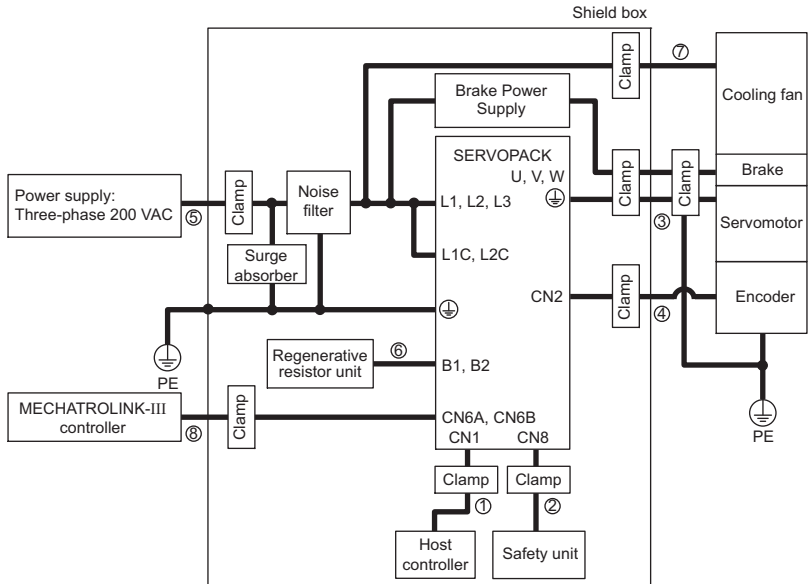 Shield box
⑦
Clamp
Cooling fan
Brake Power
Supply
SERVOPACK
U, V, W
Clamp
Clamp
Brake
Power supply:
Three-phase 200 VAC
⑤
Clamp
Noise
filter
L1, L2, L3
③
Servomotor
Surge
absorber
L1C, L2C
CN2
Clamp
④
Encoder
PE
Regenerative
resistor unit
⑥
B1, B2
MECHATROLINK-III
controller
⑧
Clamp
CN6A, CN6B
CN1
CN8
PE
Clamp
①
Clamp
②
Host
controller
Safety unit